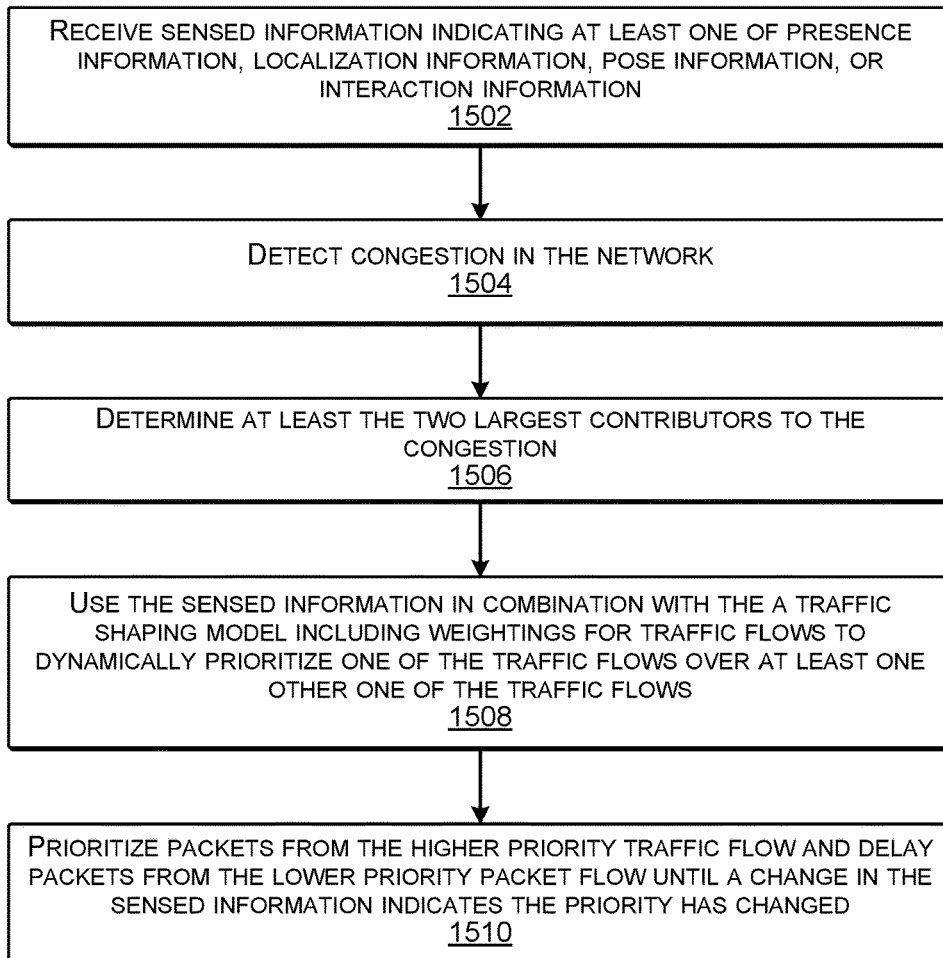 RECEIVE SENSED INFORMATION INDICATING AT LEAST ONE OF PRESENCE
INFORMATION, LOCALIZATION INFORMATION, POSE INFORMATION, OR
INTERACTION INFORMATION
1502
DETECT CONGESTION IN THE NETWORK
1504
DETERMINE AT LEAST THE TWO LARGEST CONTRIBUTORS TO THE
CONGESTION
1506
USE THE SENSED INFORMATION IN COMBINATION WITH THE A TRAFFIC
SHAPING MODEL INCLUDING WEIGHTINGS FOR TRAFFIC FLOWS TO
DYNAMICALLY PRIORITIZE ONE OF THE TRAFFIC FLOWS OVER AT LEAST ONE
OTHER ONE OF THE TRAFFIC FLOWS
1508
PRIORITIZE PACKETS FROM THE HIGHER PRIORITY TRAFFIC FLOW AND DELAY
PACKETS FROM THE LOWER PRIORITY PACKET FLOW UNTIL A CHANGE IN THE
SENSED INFORMATION INDICATES THE PRIORITY HAS CHANGED
1510